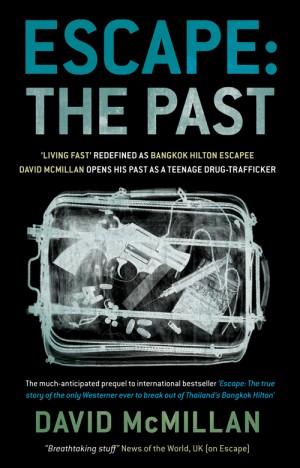 ESCAPE:
THE PAST
'LIVING FAST' REDEFINED AS BANGKOK HILTON ESCAPEE
DAVID MCMILLAN OPENS HIS PAST AS A TEENAGE DRUG-TRAFFICKER
The much-anticipated prequel to international bestseller 'Escape: The true
story of the only Westerner ever to break out of Thailand's Bangkok Hilton'
DAVID McMILLAN
"Breathtaking stuff" News of the World, UK (on Escape)